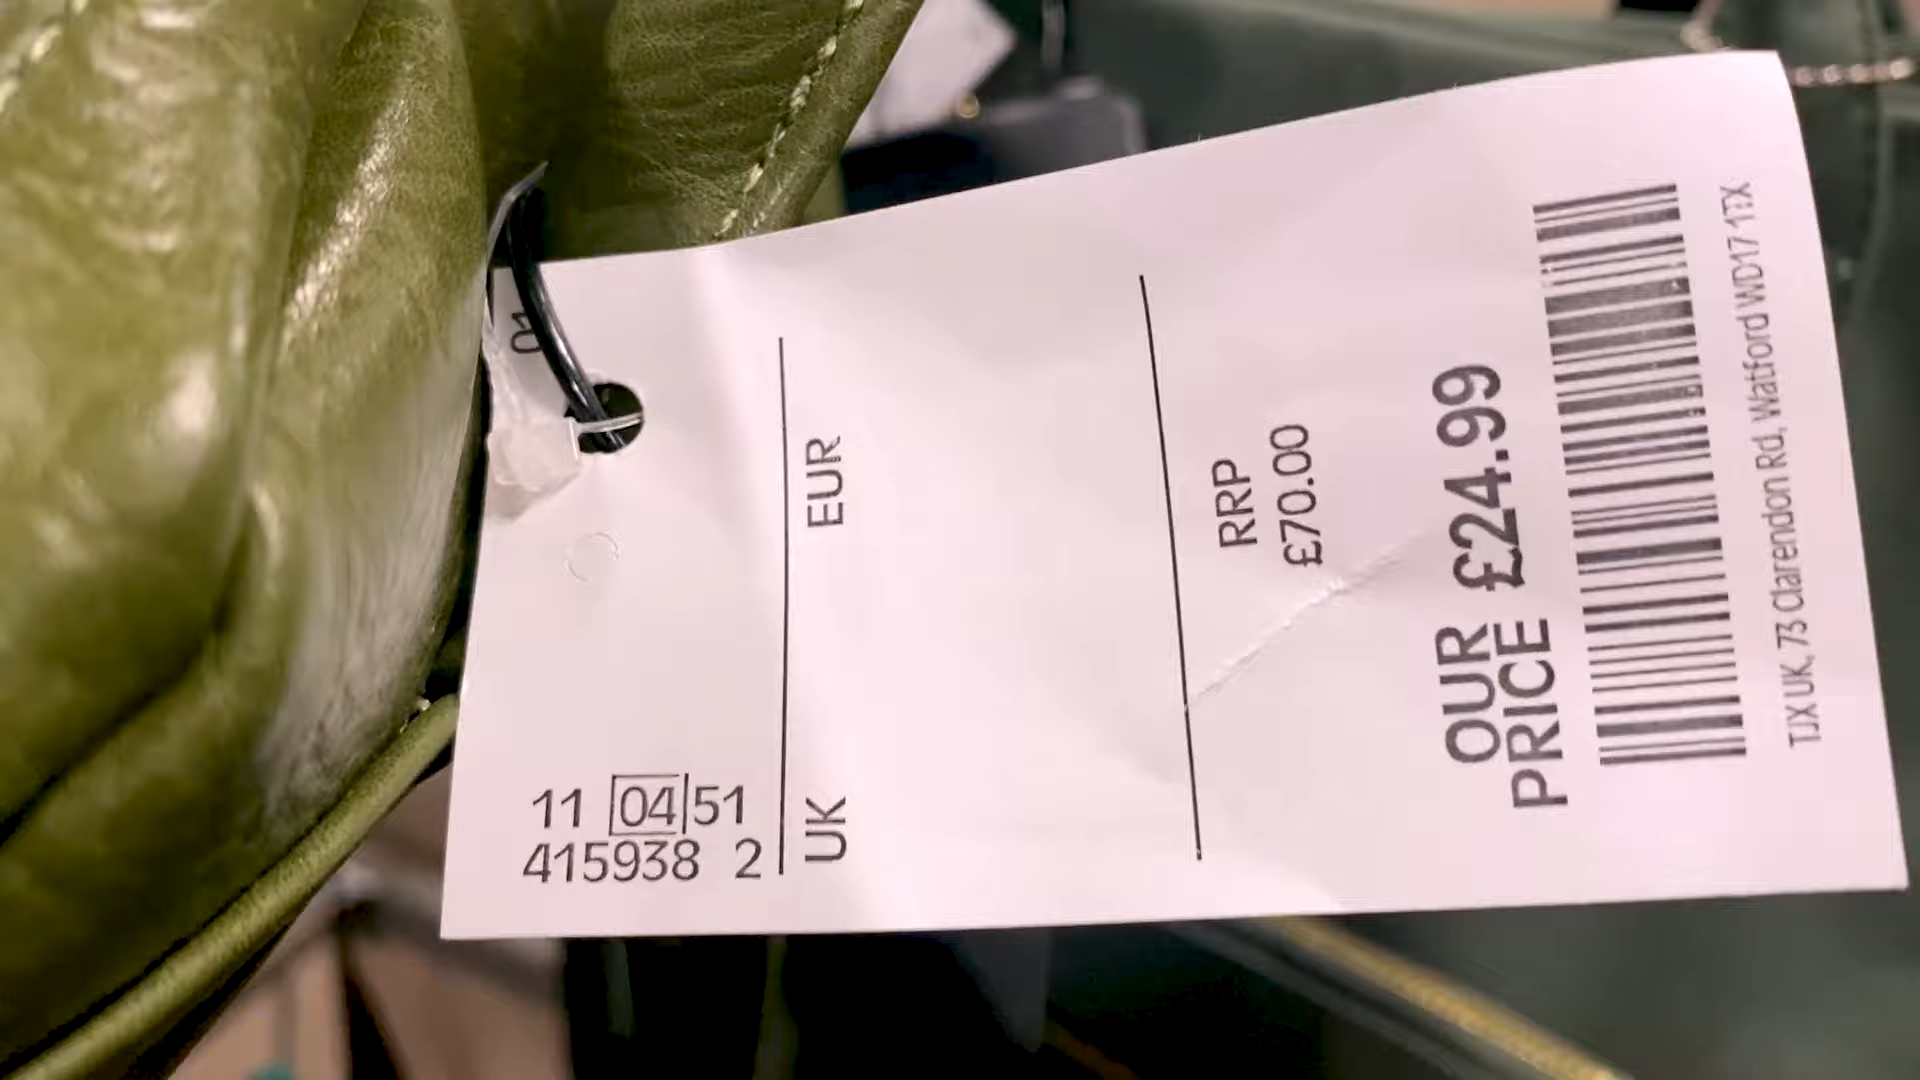 01
11 04 51
415938 2
UK EUR
RRP
£70.00
OUR £24.99
PRICE
TJX UK, 73 Clarendon Rd, Watford WD17 1TX